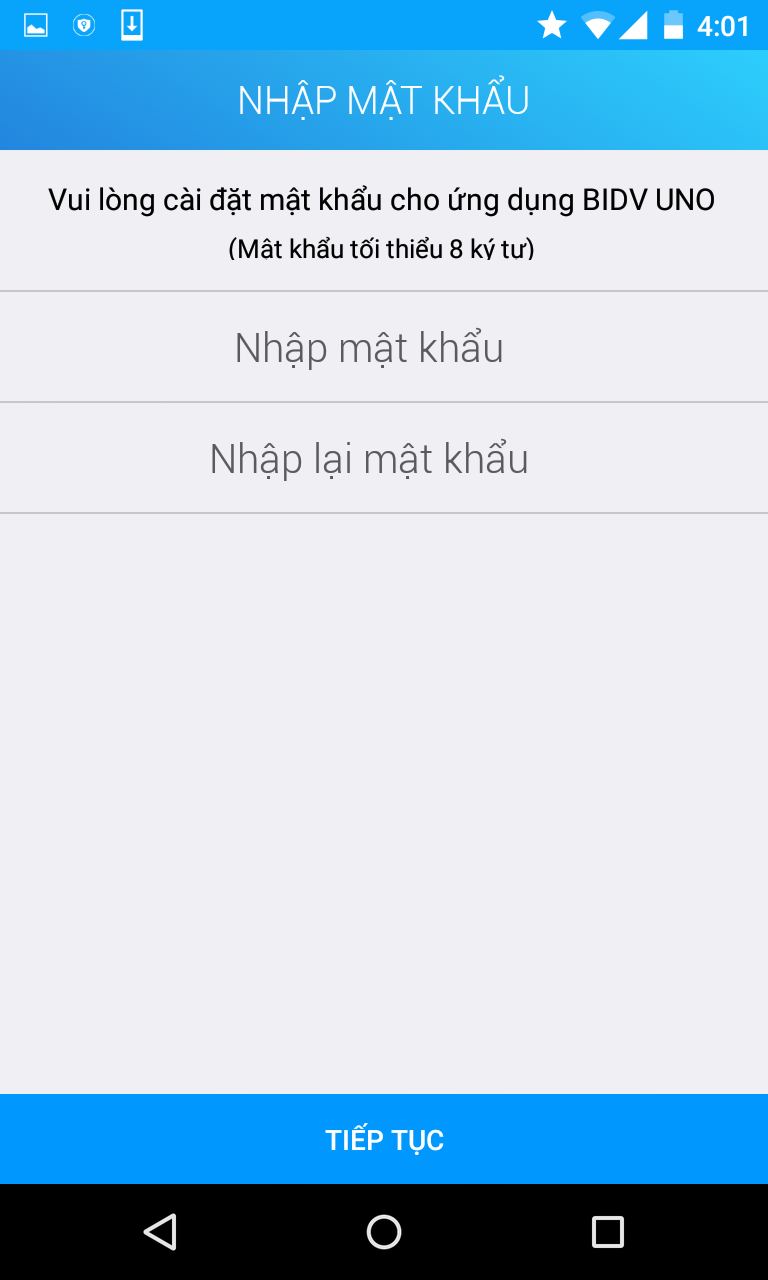 4:01
NHẬP MẬT KHẨU
Vui lòng cài đặt mật khẩu cho ứng dụng BIDV UNO
(Mật khẩu tối thiểu 8 ký tự)
Nhập mật khẩu
Nhập lại mật khẩu
TIẾP TỤC